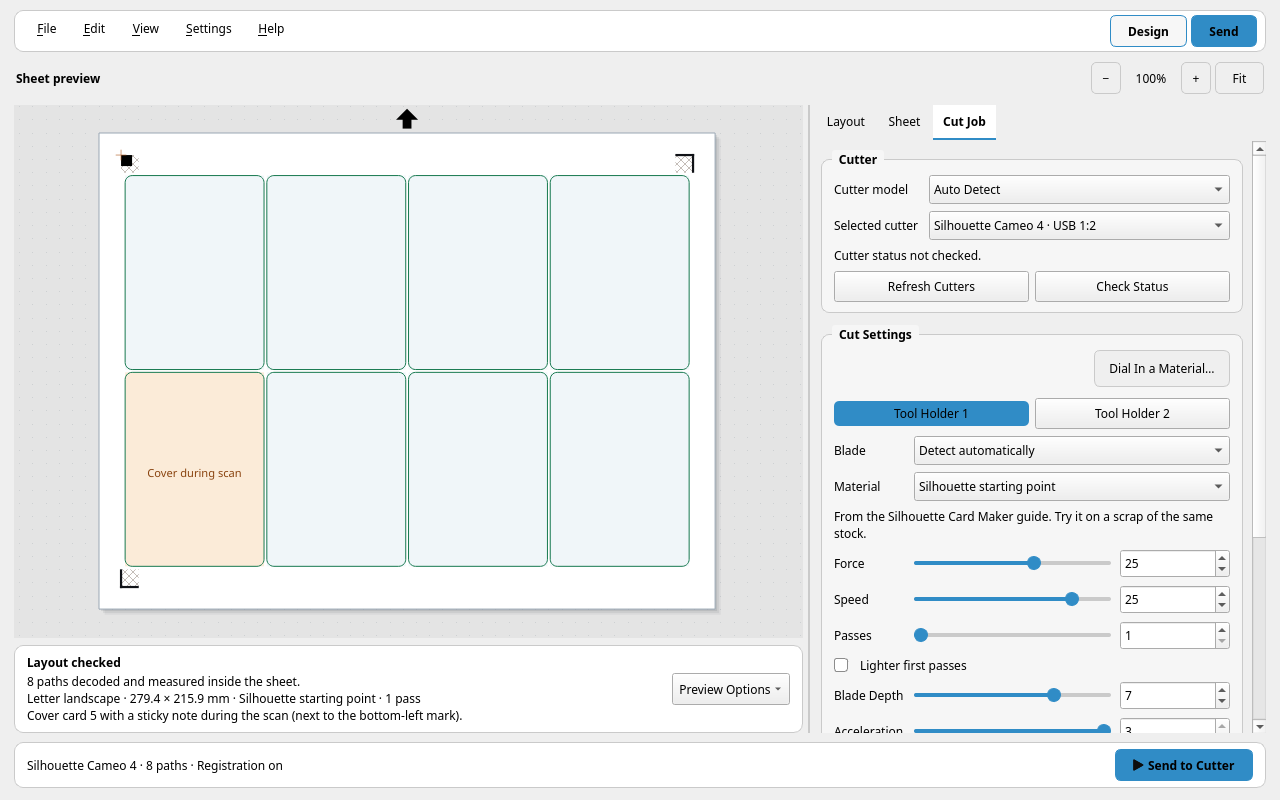 File Edit View Settings Help Design Send
Sheet preview − 100% + Fit
Layout Sheet Cut Job
Cutter
Cutter model Auto Detect
Selected cutter Silhouette Cameo 4 · USB 1:2
Cutter status not checked.
Refresh Cutters Check Status
Cut Settings
Dial In a Material...
Tool Holder 1 Tool Holder 2
Blade Detect automatically
Material Silhouette starting point
From the Silhouette Card Maker guide. Try it on a scrap of the same
stock.
Force 25
Speed 25
Passes 1
Lighter first passes
Blade Depth 7
Acceleration 3
Cover during scan
Layout checked
8 paths decoded and measured inside the sheet.
Letter landscape · 279.4 × 215.9 mm · Silhouette starting point · 1 pass
Cover card 5 with a sticky note during the scan (next to the bottom-left mark).
Preview Options
Silhouette Cameo 4 · 8 paths · Registration on
Send to Cutter